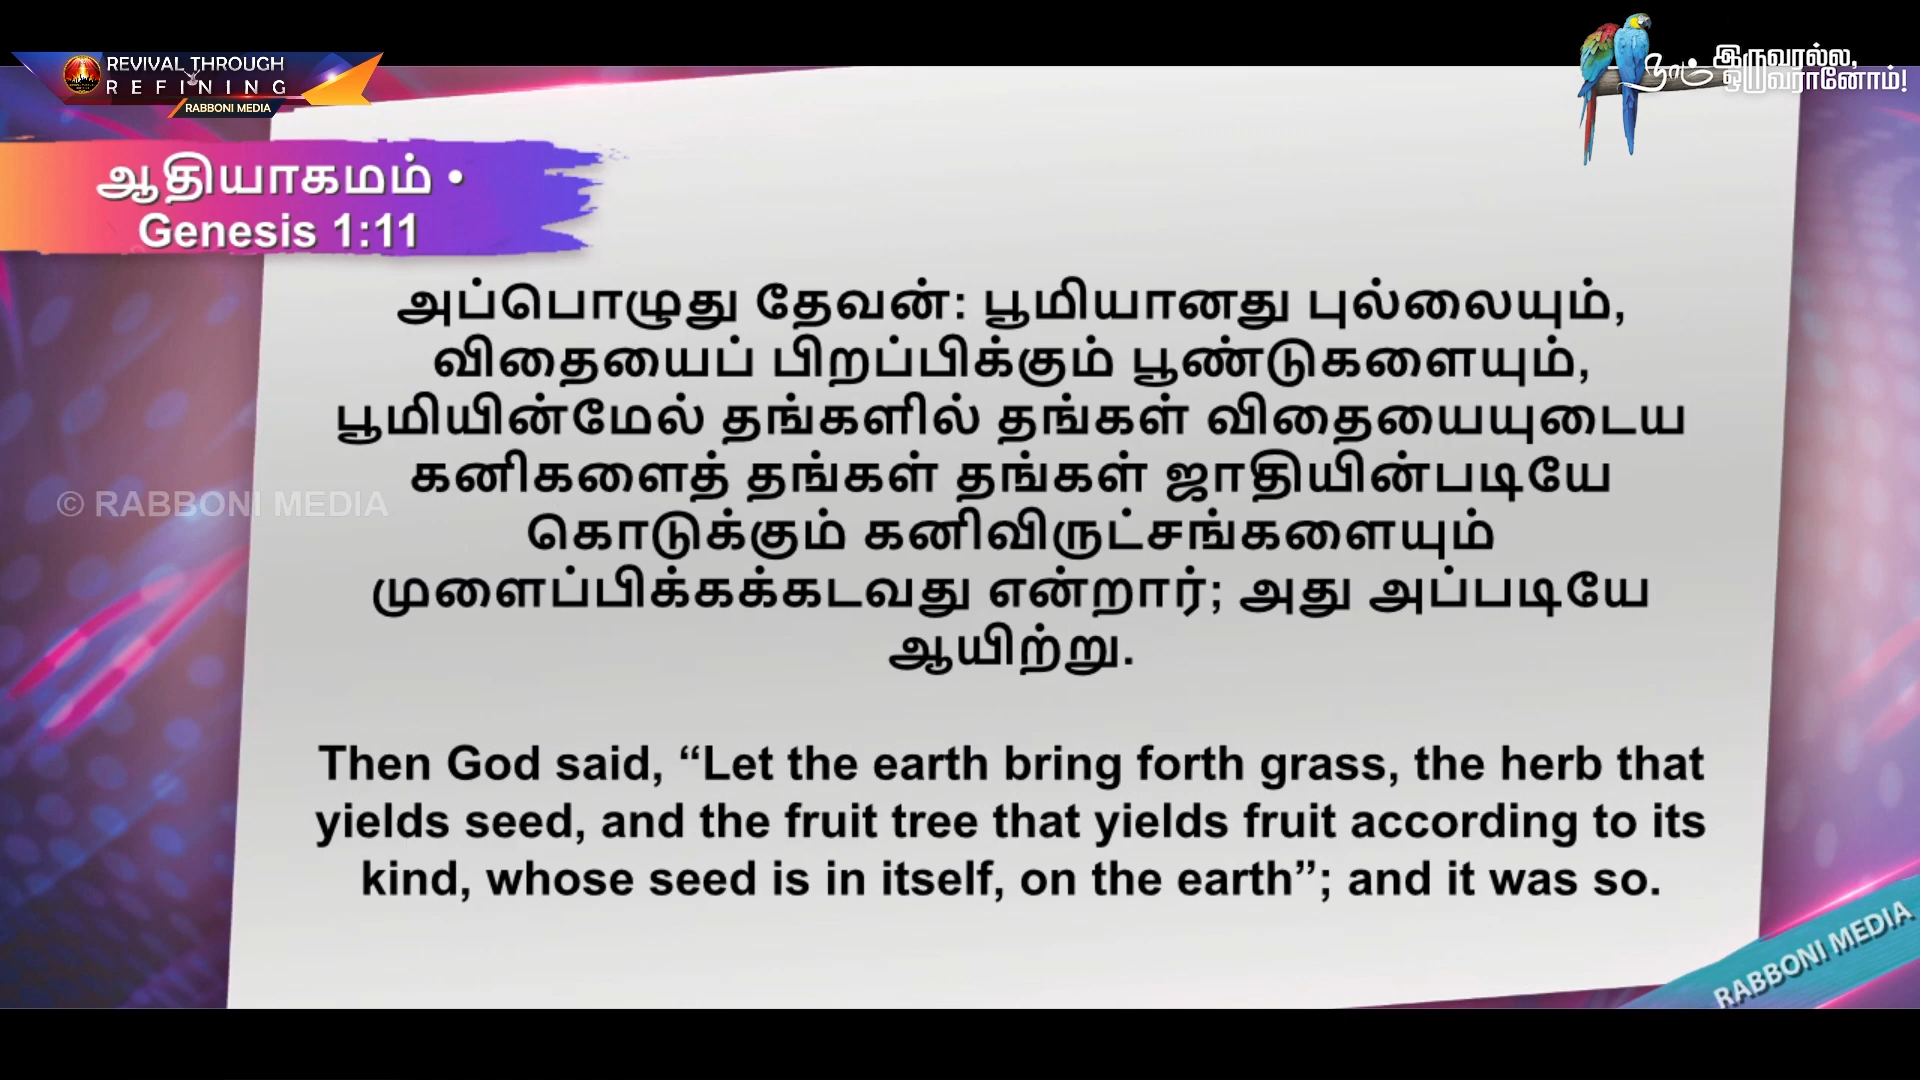 REVIVAL THROUGH
REFINING
RABBONI MEDIA
நாம் இருவரல்ல,
ஒருவரானோம்!
ஆதியாகமம் •
Genesis 1:11
அப்பொழுது தேவன்: பூமியானது புல்லையும்,
விதையைப் பிறப்பிக்கும் பூண்டுகளையும்,
பூமியின்மேல் தங்களில் தங்கள் விதையையுடைய
கனிகளைத் தங்கள் தங்கள் ஜாதியின்படியே
கொடுக்கும் கனிவிருட்சங்களையும்
முளைப்பிக்கக்கடவது என்றார்; அது அப்படியே
ஆயிற்று.
© RABBONI MEDIA
Then God said, “Let the earth bring forth grass, the herb that
yields seed, and the fruit tree that yields fruit according to its
kind, whose seed is in itself, on the earth”; and it was so.
RABBONI MEDIA